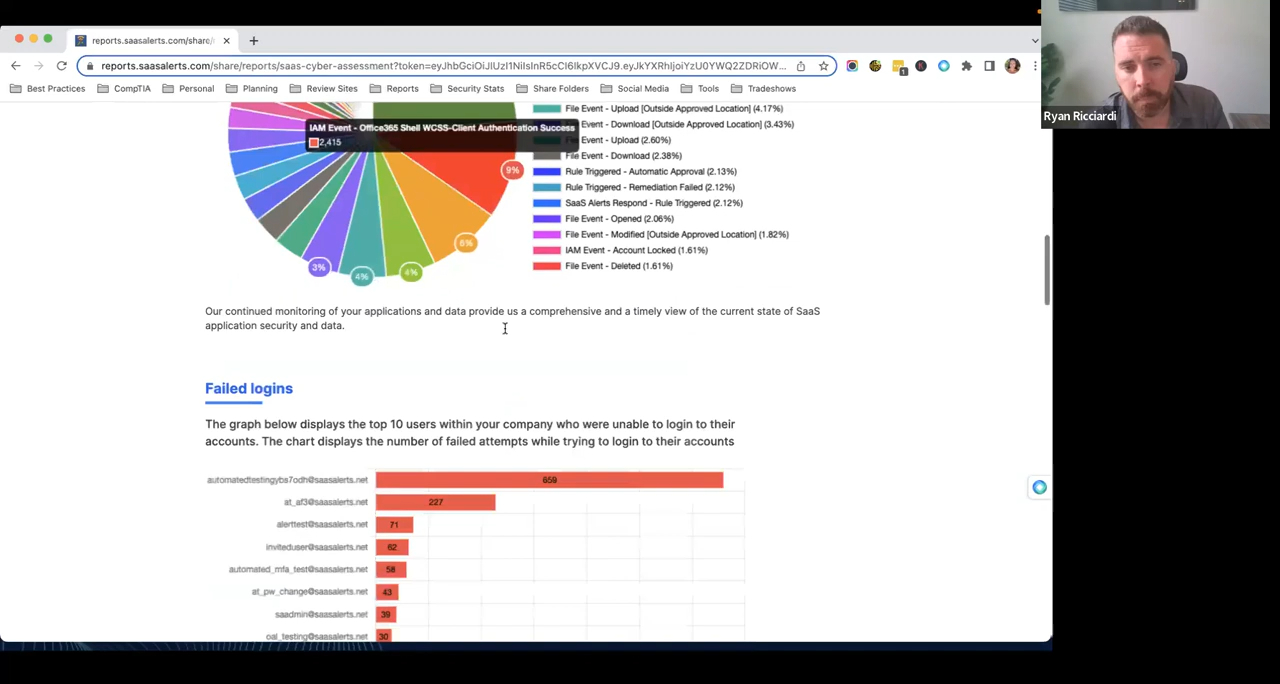 reports.saasalerts.com/share/
reports.saasalerts.com/share/reports/saas-cyber-assessment?token=
1
Best Practices
CompTIA
Personal
Planning
Review Sites
Reports
Security Stats
Share Folders
Social Media
Tools
Tradeshows
Ryan Ricciardi
File Event - Upload [Outside Approved Location] (4.17%)
IAM Event - Office365 Shell WCSS-Client Authentication Success
File Event - Download [Outside Approved Location] (3.43%)
2,415
File Event - Upload (2.60%)
File Event - Download (2.38%)
9%
Rule Triggered - Automatic Approval (2.13%)
Rule Triggered - Remediation Failed (2.12%)
SaaS Alerts Respond - Rule Triggered (2.12%)
File Event - Opened (2.06%)
File Event - Modified [Outside Approved Location] (1.82%)
6%
IAM Event - Account Locked (1.61%)
3%
4%
4%
File Event - Deleted (1.61%)
Our continued monitoring of your applications and data provide us a comprehensive and a timely view of the current state of SaaS
application security and data.
Failed logins
The graph below displays the top 10 users within your company who were unable to login to their
accounts. The chart displays the number of failed attempts while trying to login to their accounts
automatedtestingybs7odh@saasalerts.net 659
at_af3@saasalerts.net 227
alerttest@saasalerts.net 71
inviteduser@saasalerts.net 62
automated_mfa_test@saasalerts.net 58
at_pw_change@saasalerts.net 43
saadmin@saasalerts.net 39
oal_testing@saasalerts.net 30